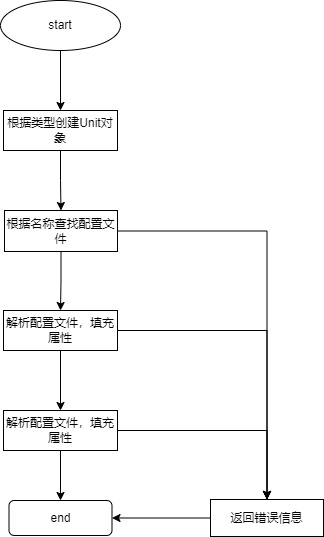 start
根据类型创建Unit对
象
根据名称查找配置文
件
解析配置文件，填充
属性
解析配置文件，填充
属性
end
返回错误信息